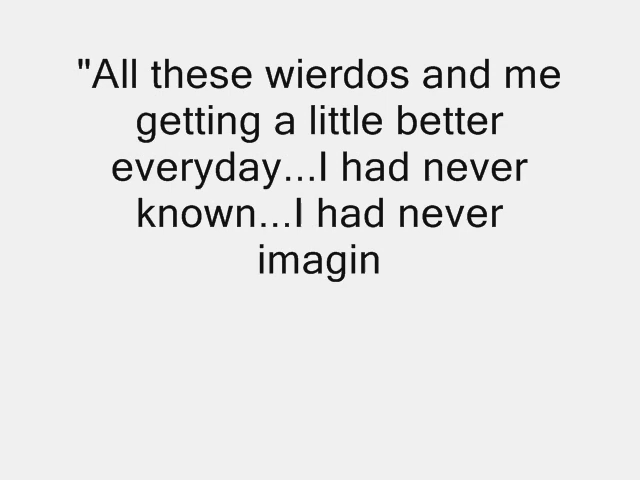 "All these wierdos and me
getting a little better
everyday...I had never
known...I had never
imagin